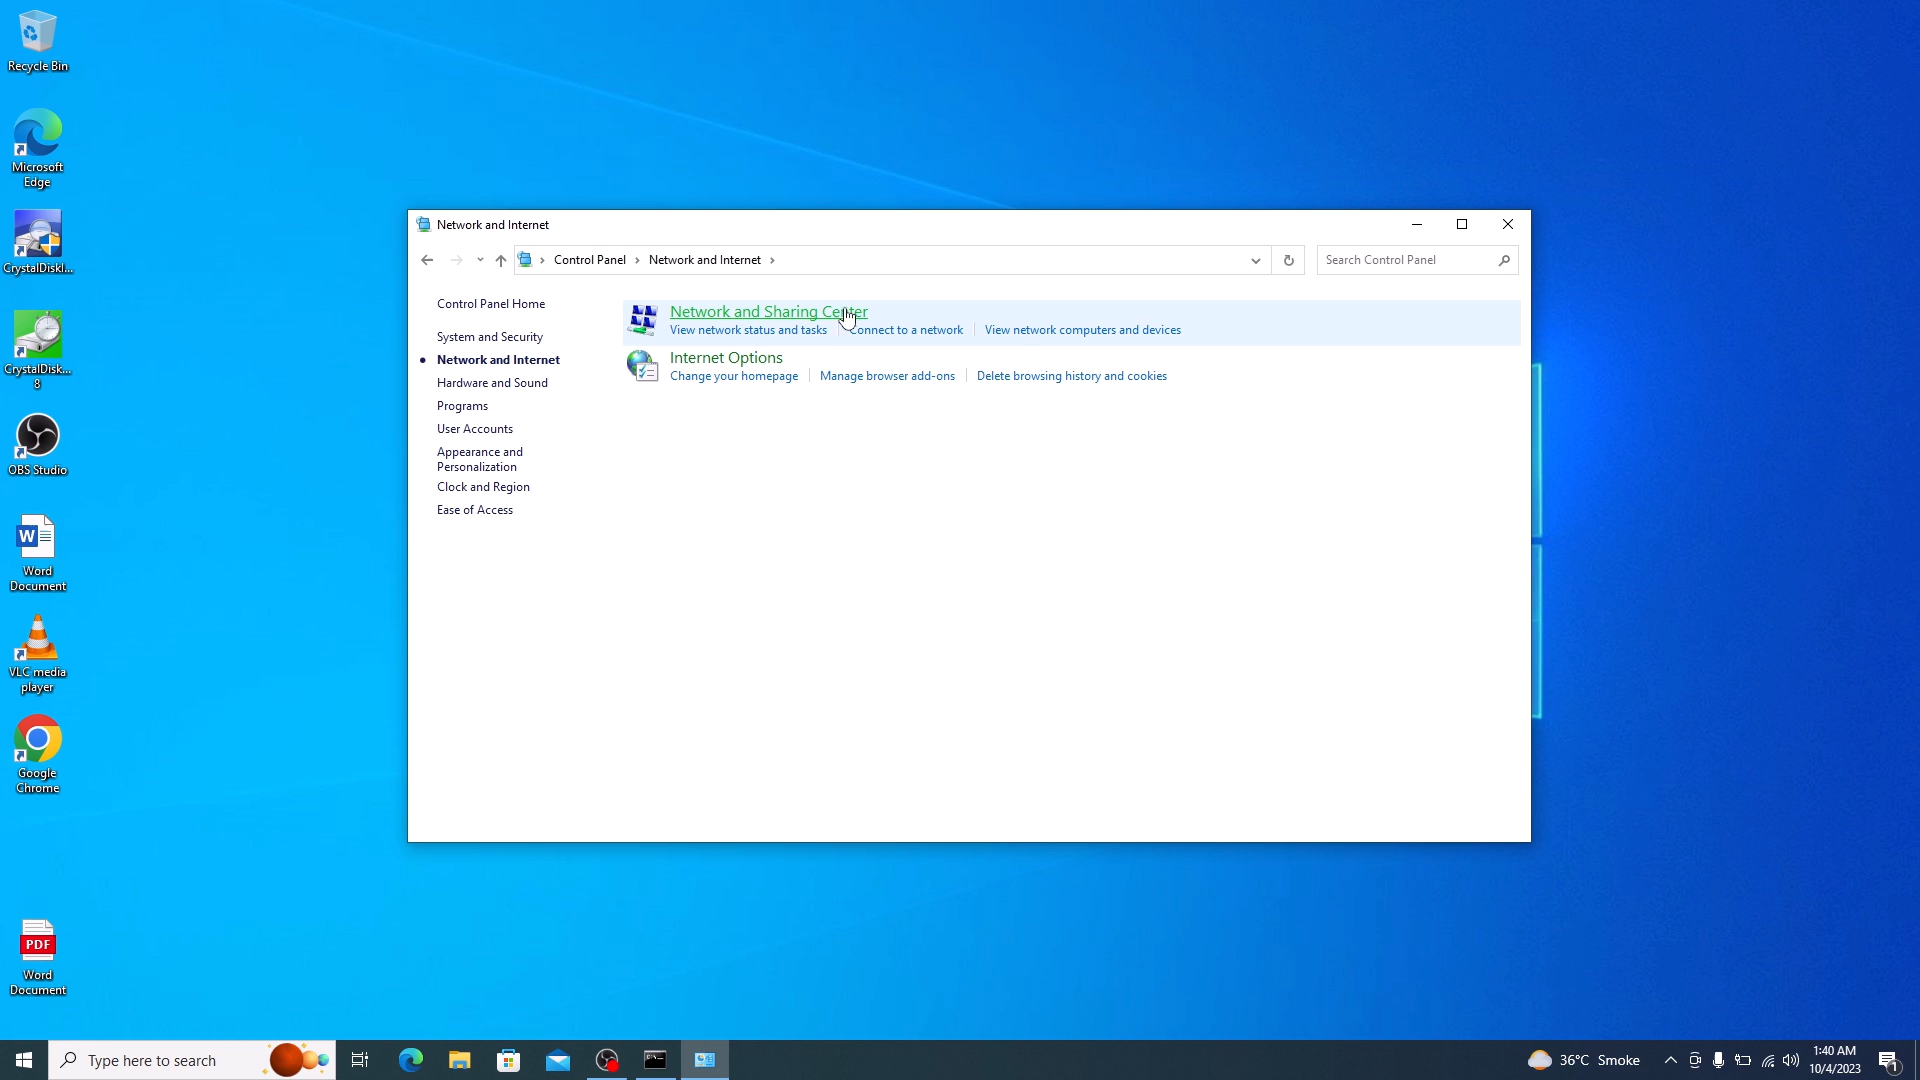 Recycle Bin
Microsoft
Edge
CrystalDiskI...
CrystalDisk...
8
OBS Studio
Word
Document
VLC media
player
Google
Chrome
PDF
Word
Document
Network and Internet
Control Panel > Network and Internet >
Search Control Panel
Control Panel Home
System and Security
Network and Internet
Hardware and Sound
Programs
User Accounts
Appearance and
Personalization
Clock and Region
Ease of Access
Network and Sharing Center
View network status and tasks
Connect to a network
View network computers and devices
Internet Options
Change your homepage
Manage browser add-ons
Delete browsing history and cookies
Type here to search
36°C Smoke
1:40 AM
10/4/2023
1